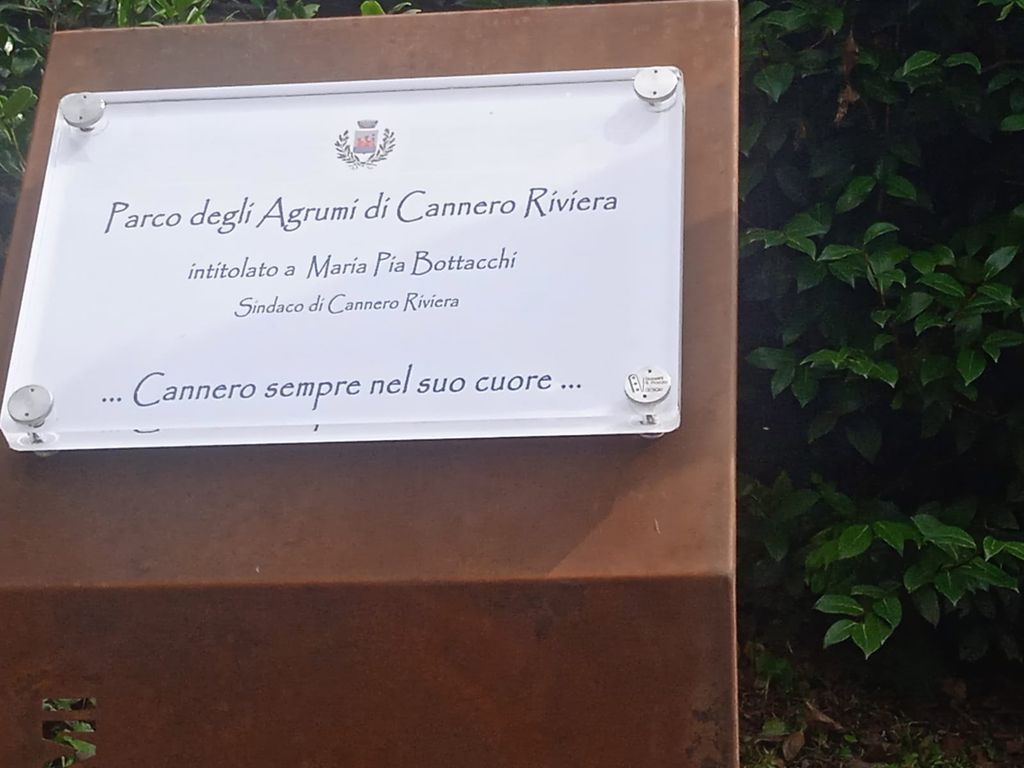 Parco degli Agrumi di Cannero Riviera
intitolato a Maria Pia Bottacchi
Sindaco di Cannero Riviera
... Cannero sempre nel suo cuore ...